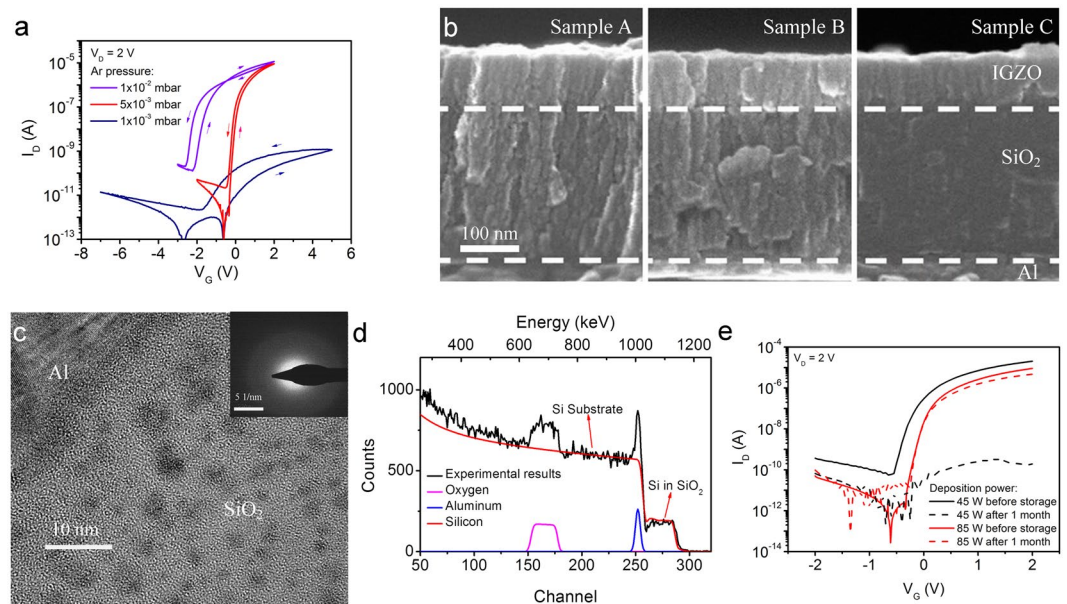 a
V_D = 2 V
Ar pressure:
1x10^-2 mbar
5x10^-3 mbar
1x10^-3 mbar
I_D (A)
10^-5
10^-7
10^-9
10^-11
10^-13
-8 -6 -4 -2 0 2 4 6 8
V_G (V)
b
Sample A
Sample B
Sample C
IGZO
SiO₂
Al
100 nm
c
Al
5 1/nm
SiO₂
10 nm
d
Energy (keV)
400 600 800 1000 1200
Counts
1000
500
0
Si Substrate
Si in SiO₂
Experimental results
Oxygen
Aluminum
Silicon
50 100 150 200 250 300
Channel
e
V_D = 2 V
I_D (A)
10^-4
10^-6
10^-8
10^-10
10^-12
10^-14
Deposition power:
45 W before storage
45 W after 1 month
85 W before storage
85 W after 1 month
-2 -1 0 1 2
V_G (V)